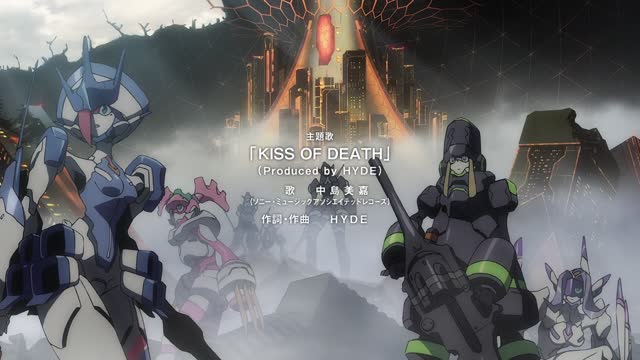 主題歌
「KISS OF DEATH」
(Produced by HYDE)
歌　中島美嘉
(ソニー・ミュージックアソシエイテッドレコーズ)
作詞・作曲　HYDE